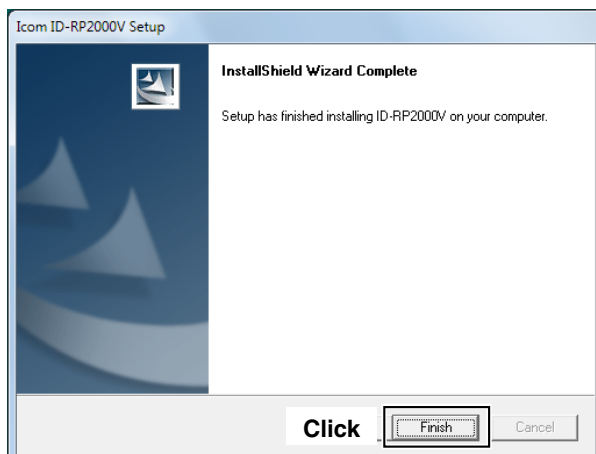 Icom ID-RP2000V Setup
InstallShield Wizard Complete
Setup has finished installing ID-RP2000V on your computer.
Click Finish Cancel